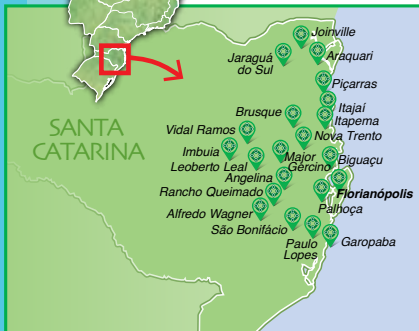 Joinville
Jaraguá
do Sul
Araquari
Piçarras
Itajaí
Itapema
Brusque
Nova Trento
Vidal Ramos
SANTA
CATARINA
Imbuia
Leoberto Leal
Major
Gercino
Biguaçu
Angelina
Rancho Queimado
Florianópolis
Palhoça
Alfredo Wagner
São Bonifácio
Paulo
Lopes
Garopaba